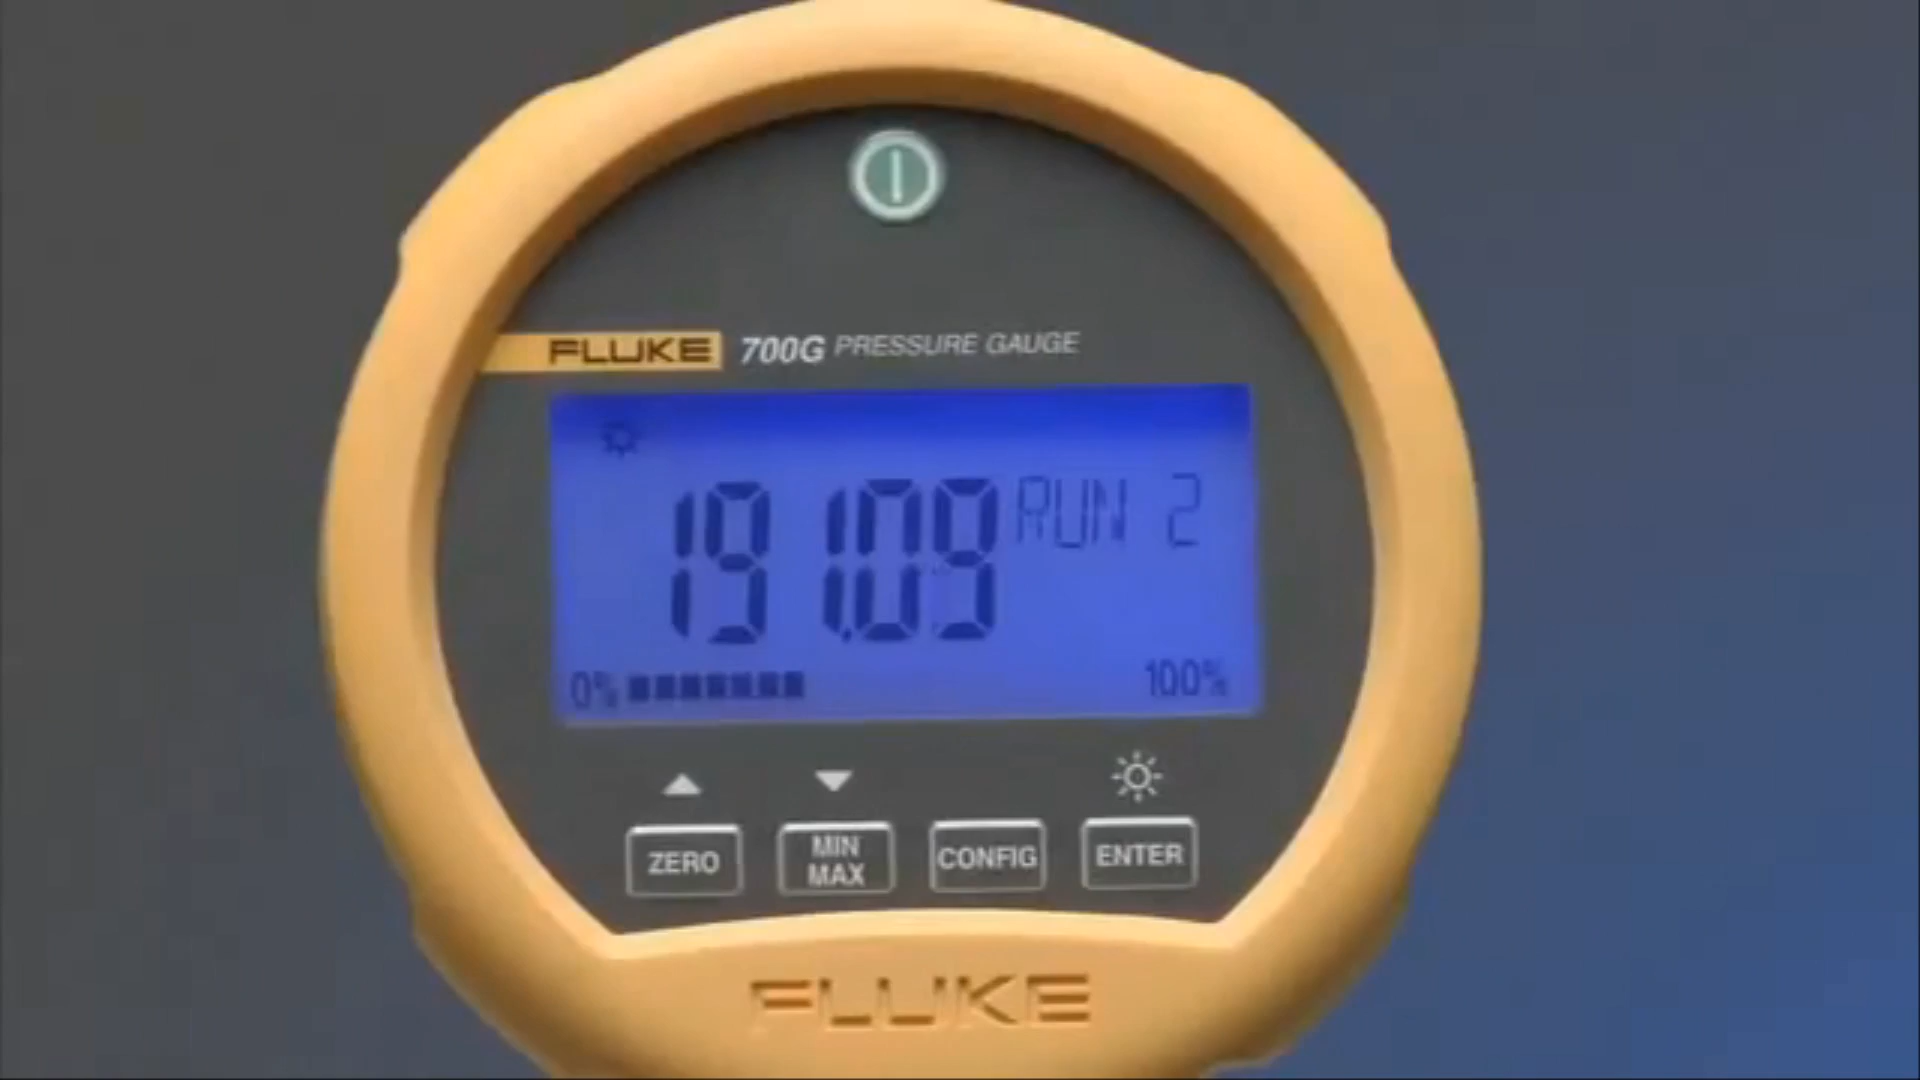 FLUKE 700G PRESSURE GAUGE
191.09 RUN 2
0% 100%
ZERO MIN MAX CONFIG ENTER
FLUKE